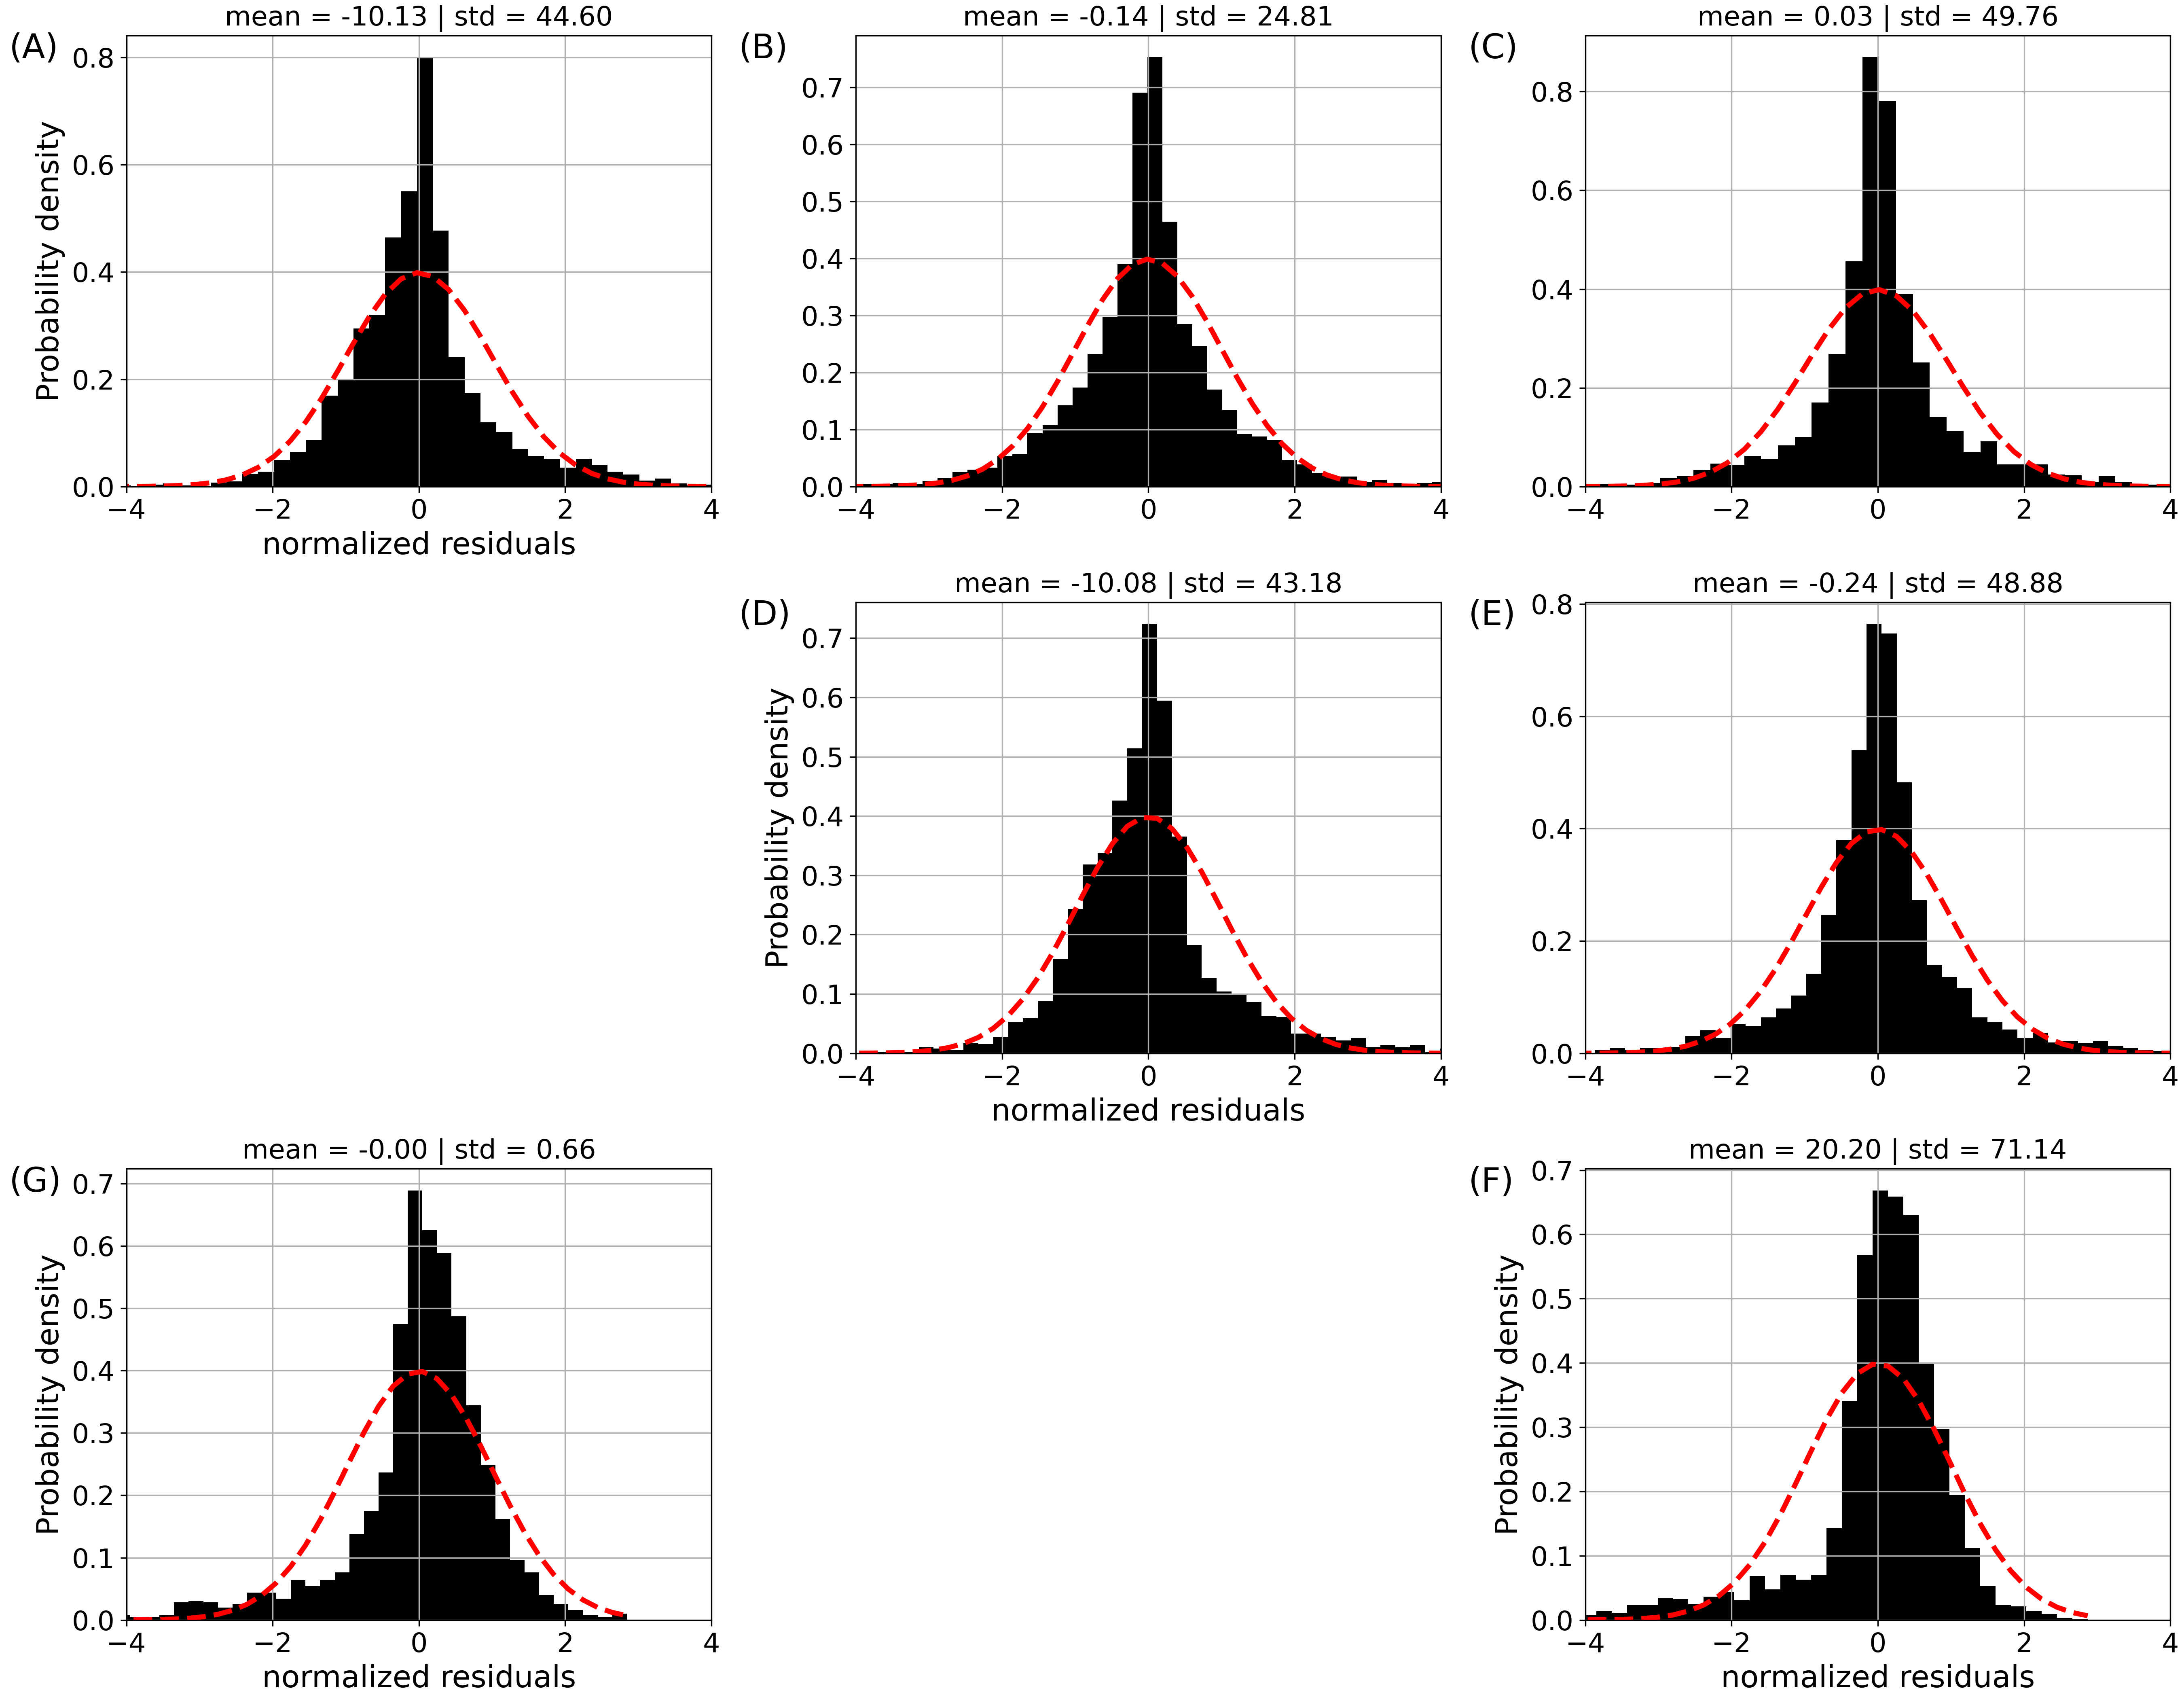 mean = -10.13 | std = 44.60
(A)
Probability density
0.8
0.6
0.4
0.2
0.0
−4 −2 0 2 4
normalized residuals
mean = -0.14 | std = 24.81
(B)
0.7
0.6
0.5
0.4
0.3
0.2
0.1
0.0
−4 −2 0 2 4
mean = 0.03 | std = 49.76
(C)
0.8
0.6
0.4
0.2
0.0
−4 −2 0 2 4
mean = -10.08 | std = 43.18
(D)
Probability density
0.7
0.6
0.5
0.4
0.3
0.2
0.1
0.0
−4 −2 0 2 4
normalized residuals
mean = -0.24 | std = 48.88
(E)
0.8
0.6
0.4
0.2
0.0
−4 −2 0 2 4
mean = -0.00 | std = 0.66
(G)
Probability density
0.7
0.6
0.5
0.4
0.3
0.2
0.1
0.0
−4 −2 0 2 4
normalized residuals
mean = 20.20 | std = 71.14
(F)
Probability density
0.7
0.6
0.5
0.4
0.3
0.2
0.1
0.0
−4 −2 0 2 4
normalized residuals